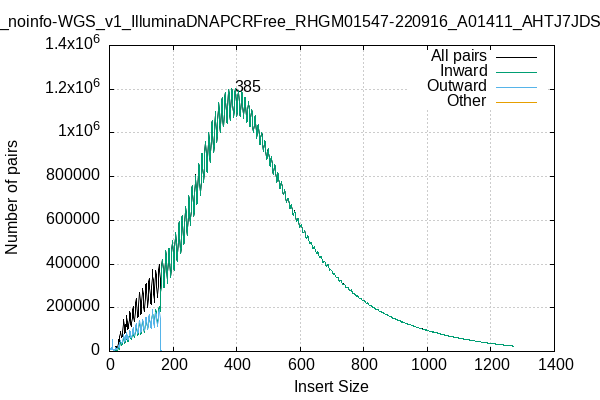 _noinfo-WGS_v1_IlluminaDNAPCRFree_RHGM01547-220916_A01411_AHTJ7JDS
1.4x10^6
1.2x10^6
1x10^6
800000
600000
400000
200000
0
Number of pairs
385
All pairs
Inward
Outward
Other
0 200 400 600 800 1000 1200 1400
Insert Size